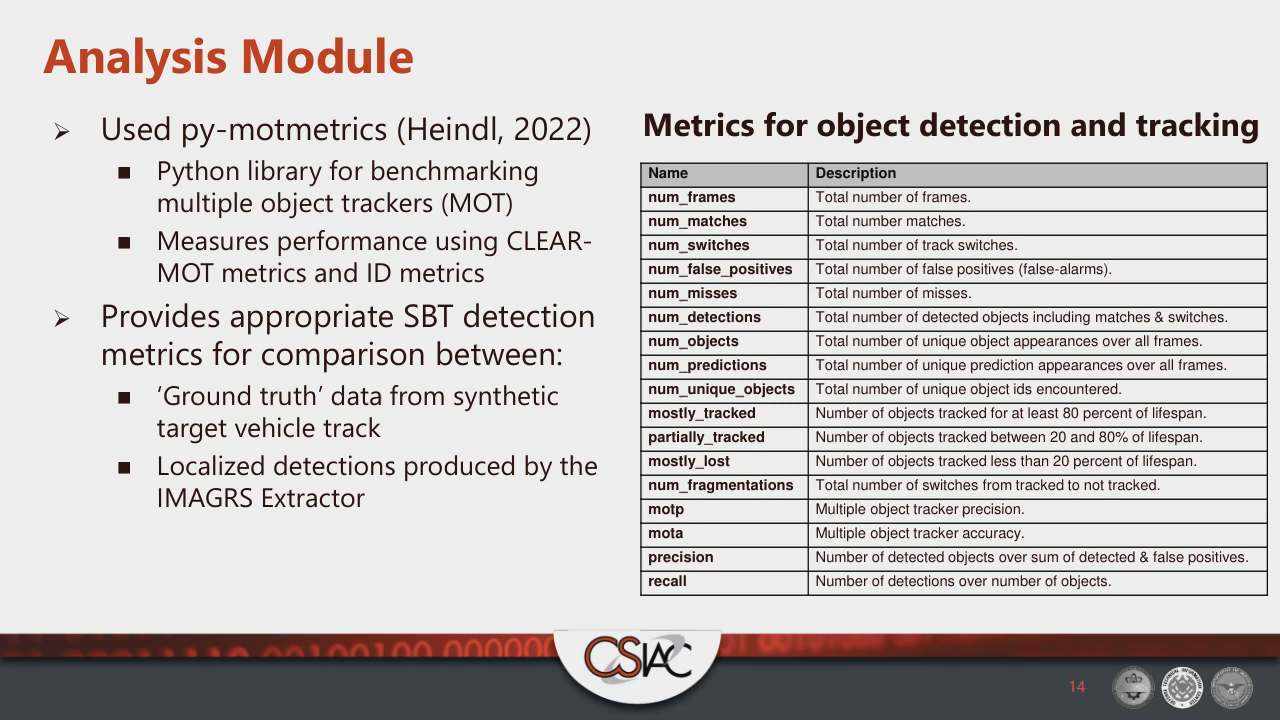 Analysis Module
➢ Used py-motmetrics (Heindl, 2022)
■ Python library for benchmarking
multiple object trackers (MOT)
■ Measures performance using CLEAR-
MOT metrics and ID metrics
➢ Provides appropriate SBT detection
metrics for comparison between:
■ ‘Ground truth’ data from synthetic
target vehicle track
■ Localized detections produced by the
IMAGRS Extractor
Metrics for object detection and tracking
Name Description
num_frames Total number of frames.
num_matches Total number matches.
num_switches Total number of track switches.
num_false_positives Total number of false positives (false-alarms).
num_misses Total number of misses.
num_detections Total number of detected objects including matches & switches.
num_objects Total number of unique object appearances over all frames.
num_predictions Total number of unique prediction appearances over all frames.
num_unique_objects Total number of unique object ids encountered.
mostly_tracked Number of objects tracked for at least 80 percent of lifespan.
partially_tracked Number of objects tracked between 20 and 80% of lifespan.
mostly_lost Number of objects tracked less than 20 percent of lifespan.
num_fragmentations Total number of switches from tracked to not tracked.
motp Multiple object tracker precision.
mota Multiple object tracker accuracy.
precision Number of detected objects over sum of detected & false positives.
recall Number of detections over number of objects.
CSIAC
14